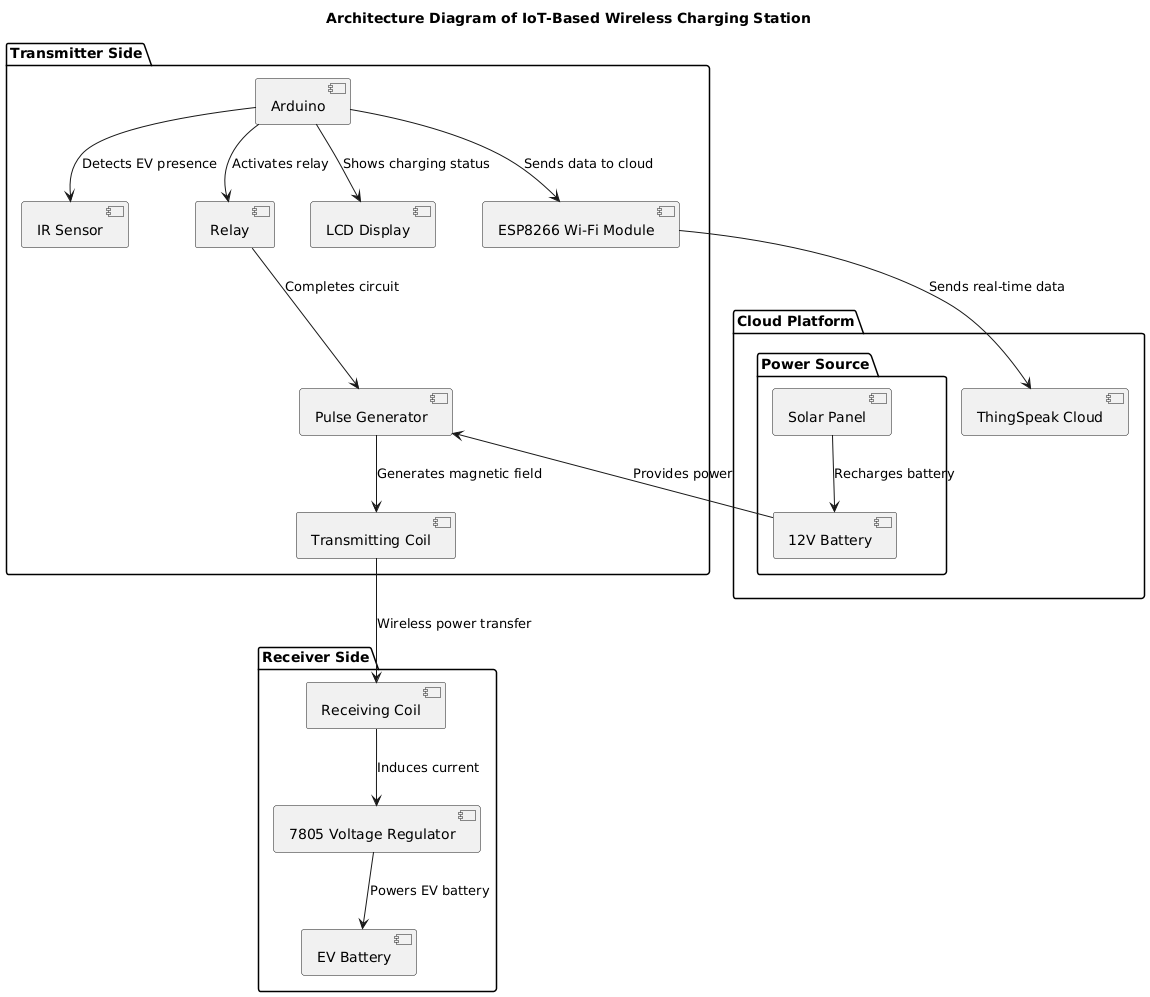 Architecture Diagram of IoT-Based Wireless Charging Station
Transmitter Side
Arduino
Detects EV presence
Activates relay
Shows charging status
Sends data to cloud
IR Sensor
Relay
LCD Display
ESP8266 Wi-Fi Module
Completes circuit
Sends real-time data
Cloud Platform
Power Source
Pulse Generator
Solar Panel
ThingSpeak Cloud
Generates magnetic field
Provides power
Recharges battery
Transmitting Coil
12V Battery
Wireless power transfer
Receiver Side
Receiving Coil
Induces current
7805 Voltage Regulator
Powers EV battery
EV Battery